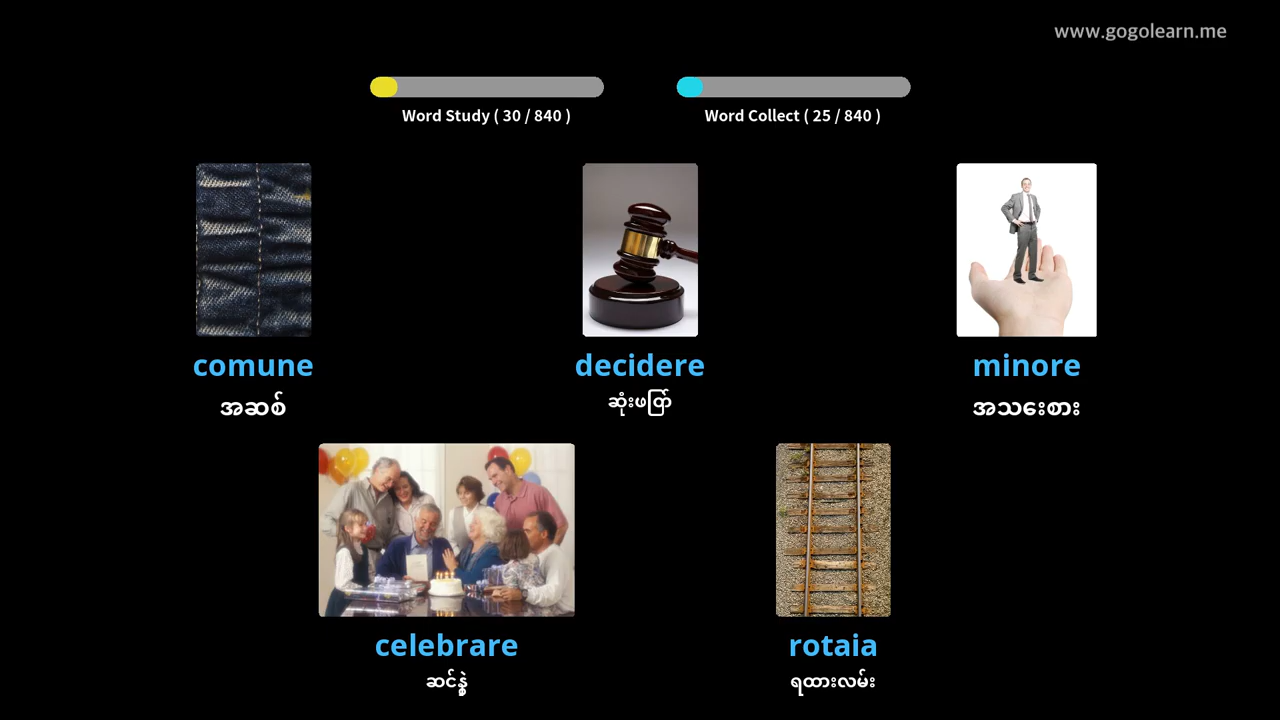 www.gogolearn.me
Word Study ( 30 / 840 )
Word Collect ( 25 / 840 )
comune
အဆစ်
decidere
ဆုံးဖြတ်
minore
အသေးစား
celebrare
ဆင်နွှဲ
rotaia
ရထားလမ်း